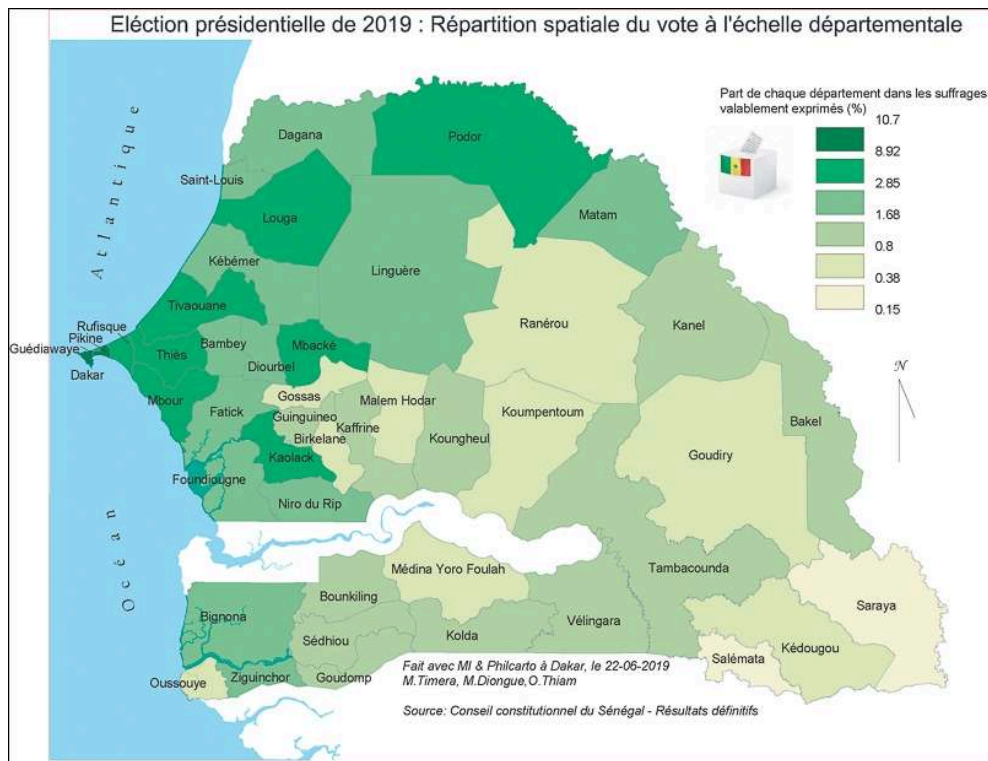 Eléction présidentielle de 2019 : Répartition spatiale du vote à l'échelle départementale
Part de chaque département dans les suffrages
valablement exprimés (%)
10.7
8.92
2.85
1.68
0.8
0.38
0.15
Océan Atlantique
N
Dagana
Podor
Saint-Louis
Louga
Matam
Kébémer
Linguère
Tivaouane
Ranérou
Kanel
Rufisque
Pikine
Guédiawaye
Dakar
Thiès
Bambey
Mbacké
Diourbel
Mbour
Gossas
Malem Hodar
Koumpentoum
Fatick
Guinguineo
Kaffrine
Birkelane
Koungheul
Bakel
Kaolack
Goudiry
Foundiougne
Niro du Rip
Médina Yoro Foulah
Tambacounda
Bounkiling
Saraya
Bignona
Vélingara
Sédhiou
Kolda
Kédougou
Salémata
Oussouye
Ziguinchor
Goudomp
Fait avec MI & Philcarto à Dakar, le 22-06-2019
M.Timera, M.Diongue,O.Thiam
Source: Conseil constitutionnel du Sénégal - Résultats définitifs